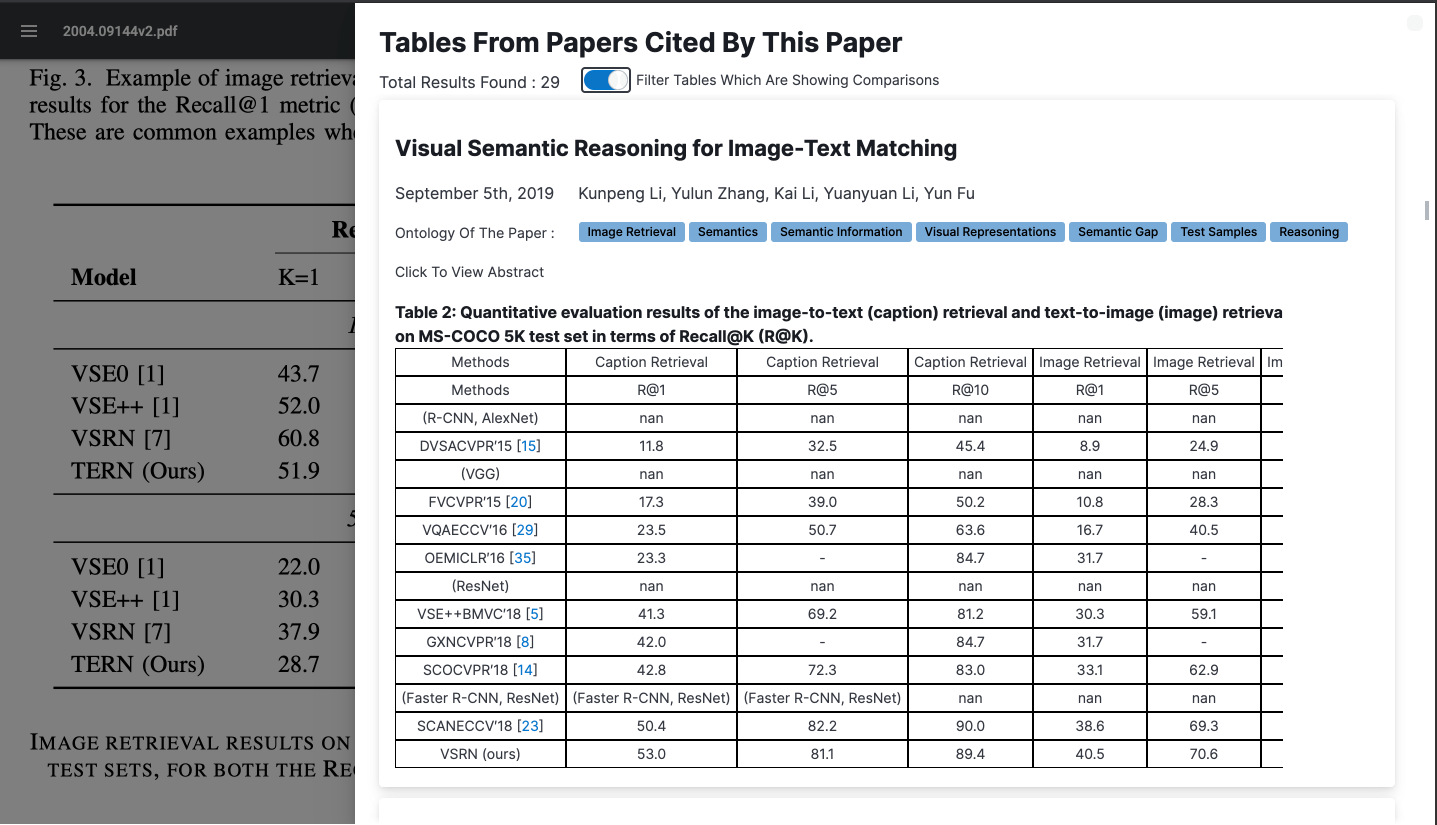 2004.09144v2.pdf
Fig. 3. Example of image retrieva
results for the Recall@1 metric (
These are common examples wh
Re
Model K=1
VSE0 [1] 43.7
VSE++ [1] 52.0
VSRN [7] 60.8
TERN (Ours) 51.9
5
VSE0 [1] 22.0
VSE++ [1] 30.3
VSRN [7] 37.9
TERN (Ours) 28.7
IMAGE RETRIEVAL RESULTS ON
TEST SETS, FOR BOTH THE RE
Tables From Papers Cited By This Paper
Total Results Found : 29 Filter Tables Which Are Showing Comparisons
Visual Semantic Reasoning for Image-Text Matching
September 5th, 2019 Kunpeng Li, Yulun Zhang, Kai Li, Yuanyuan Li, Yun Fu
Ontology Of The Paper : Image Retrieval Semantics Semantic Information Visual Representations Semantic Gap Test Samples Reasoning
Click To View Abstract
Table 2: Quantitative evaluation results of the image-to-text (caption) retrieval and text-to-image (image) retrieva
on MS-COCO 5K test set in terms of Recall@K (R@K).
Methods Caption Retrieval Caption Retrieval Caption Retrieval Image Retrieval Image Retrieval Im
Methods R@1 R@5 R@10 R@1 R@5
(R-CNN, AlexNet) nan nan nan nan nan
DVSACVPR′15 [15] 11.8 32.5 45.4 8.9 24.9
(VGG) nan nan nan nan nan
FVCVPR′15 [20] 17.3 39.0 50.2 10.8 28.3
VQAECCV′16 [29] 23.5 50.7 63.6 16.7 40.5
OEMICLR′16 [35] 23.3 - 84.7 31.7 -
(ResNet) nan nan nan nan nan
VSE++BMVC′18 [5] 41.3 69.2 81.2 30.3 59.1
GXNCVPR′18 [8] 42.0 - 84.7 31.7 -
SCOCVPR′18 [14] 42.8 72.3 83.0 33.1 62.9
(Faster R-CNN, ResNet) (Faster R-CNN, ResNet) (Faster R-CNN, ResNet) nan nan nan
SCANECCV′18 [23] 50.4 82.2 90.0 38.6 69.3
VSRN (ours) 53.0 81.1 89.4 40.5 70.6